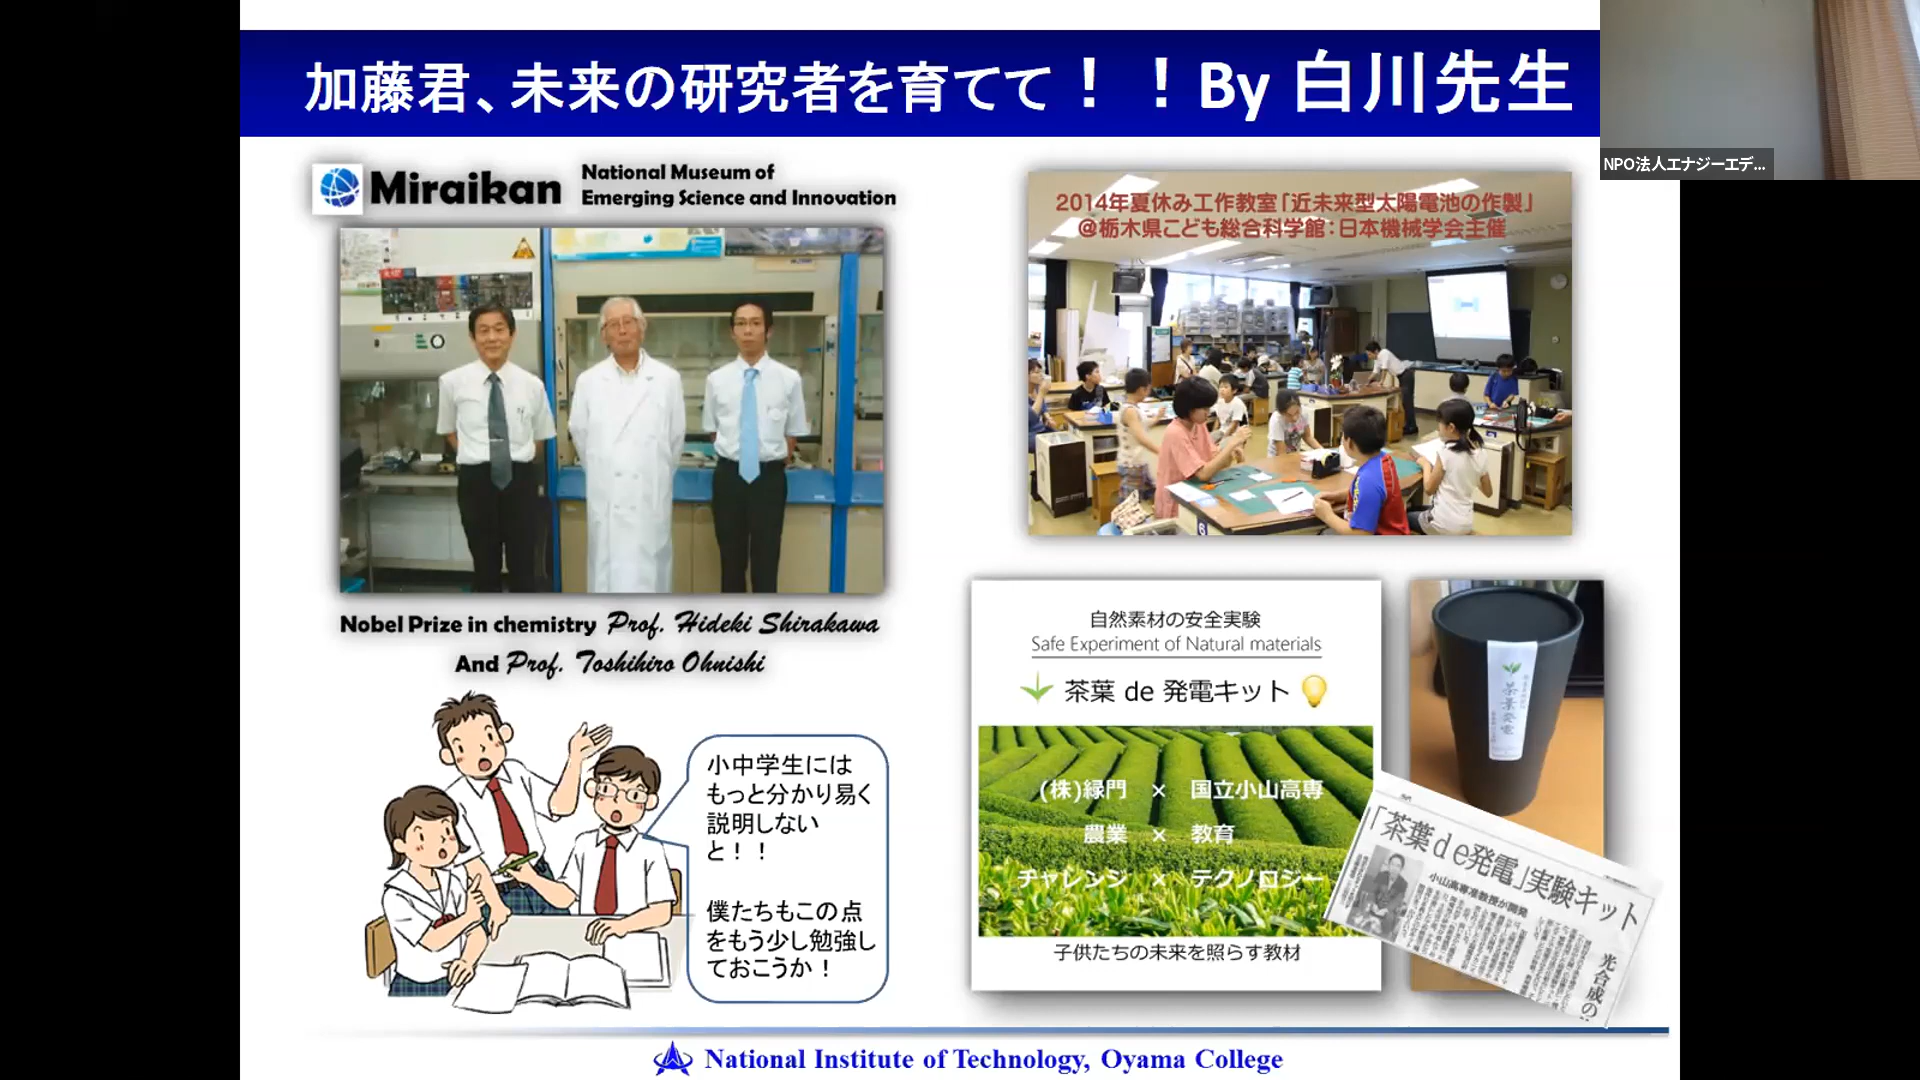 加藤君、未来の研究者を育てて！！By 白川先生
NPO法人エナジーエデ...
Miraikan
National Museum of
Emerging Science and Innovation
2014年夏休み工作教室「近未来型太陽電池の作製」
@栃木県こども総合科学館：日本機械学会主催
Nobel Prize in chemistry Prof. Hideki Shirakawa
And Prof. Toshihiro Ohnishi
小中学生には
もっと分かり易く
説明しない
と！！
僕たちもこの点
をもう少し勉強し
ておこうか！
自然素材の安全実験
Safe Experiment of Natural materials
茶葉 de 発電キット
(株)緑門 × 国立小山高専
農業 × 教育
チャレンジ × テクノロジー
子供たちの未来を照らす教材
茶葉発電
「茶葉de発電」実験キット
小山高専准教授が開発
光合成の
National Institute of Technology, Oyama College